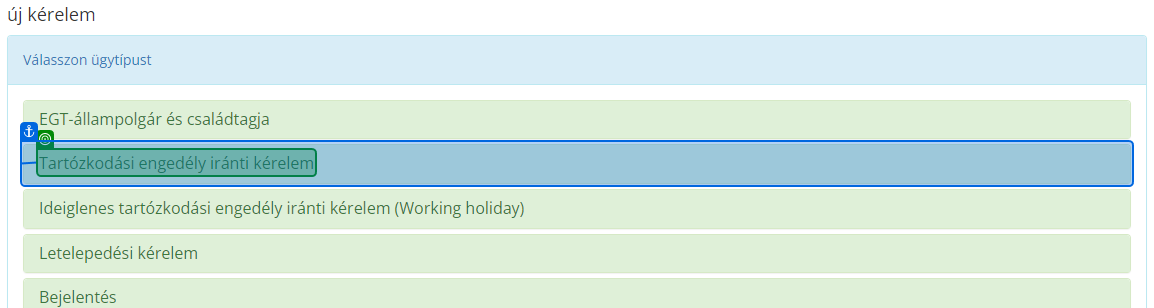 új kérelem
Válasszon ügytípust
EGT-állampolgár és családtagja
Tartózkodási engedély iránti kérelem
Ideiglenes tartózkodási engedély iránti kérelem (Working holiday)
Letelepedési kérelem
Bejelentés